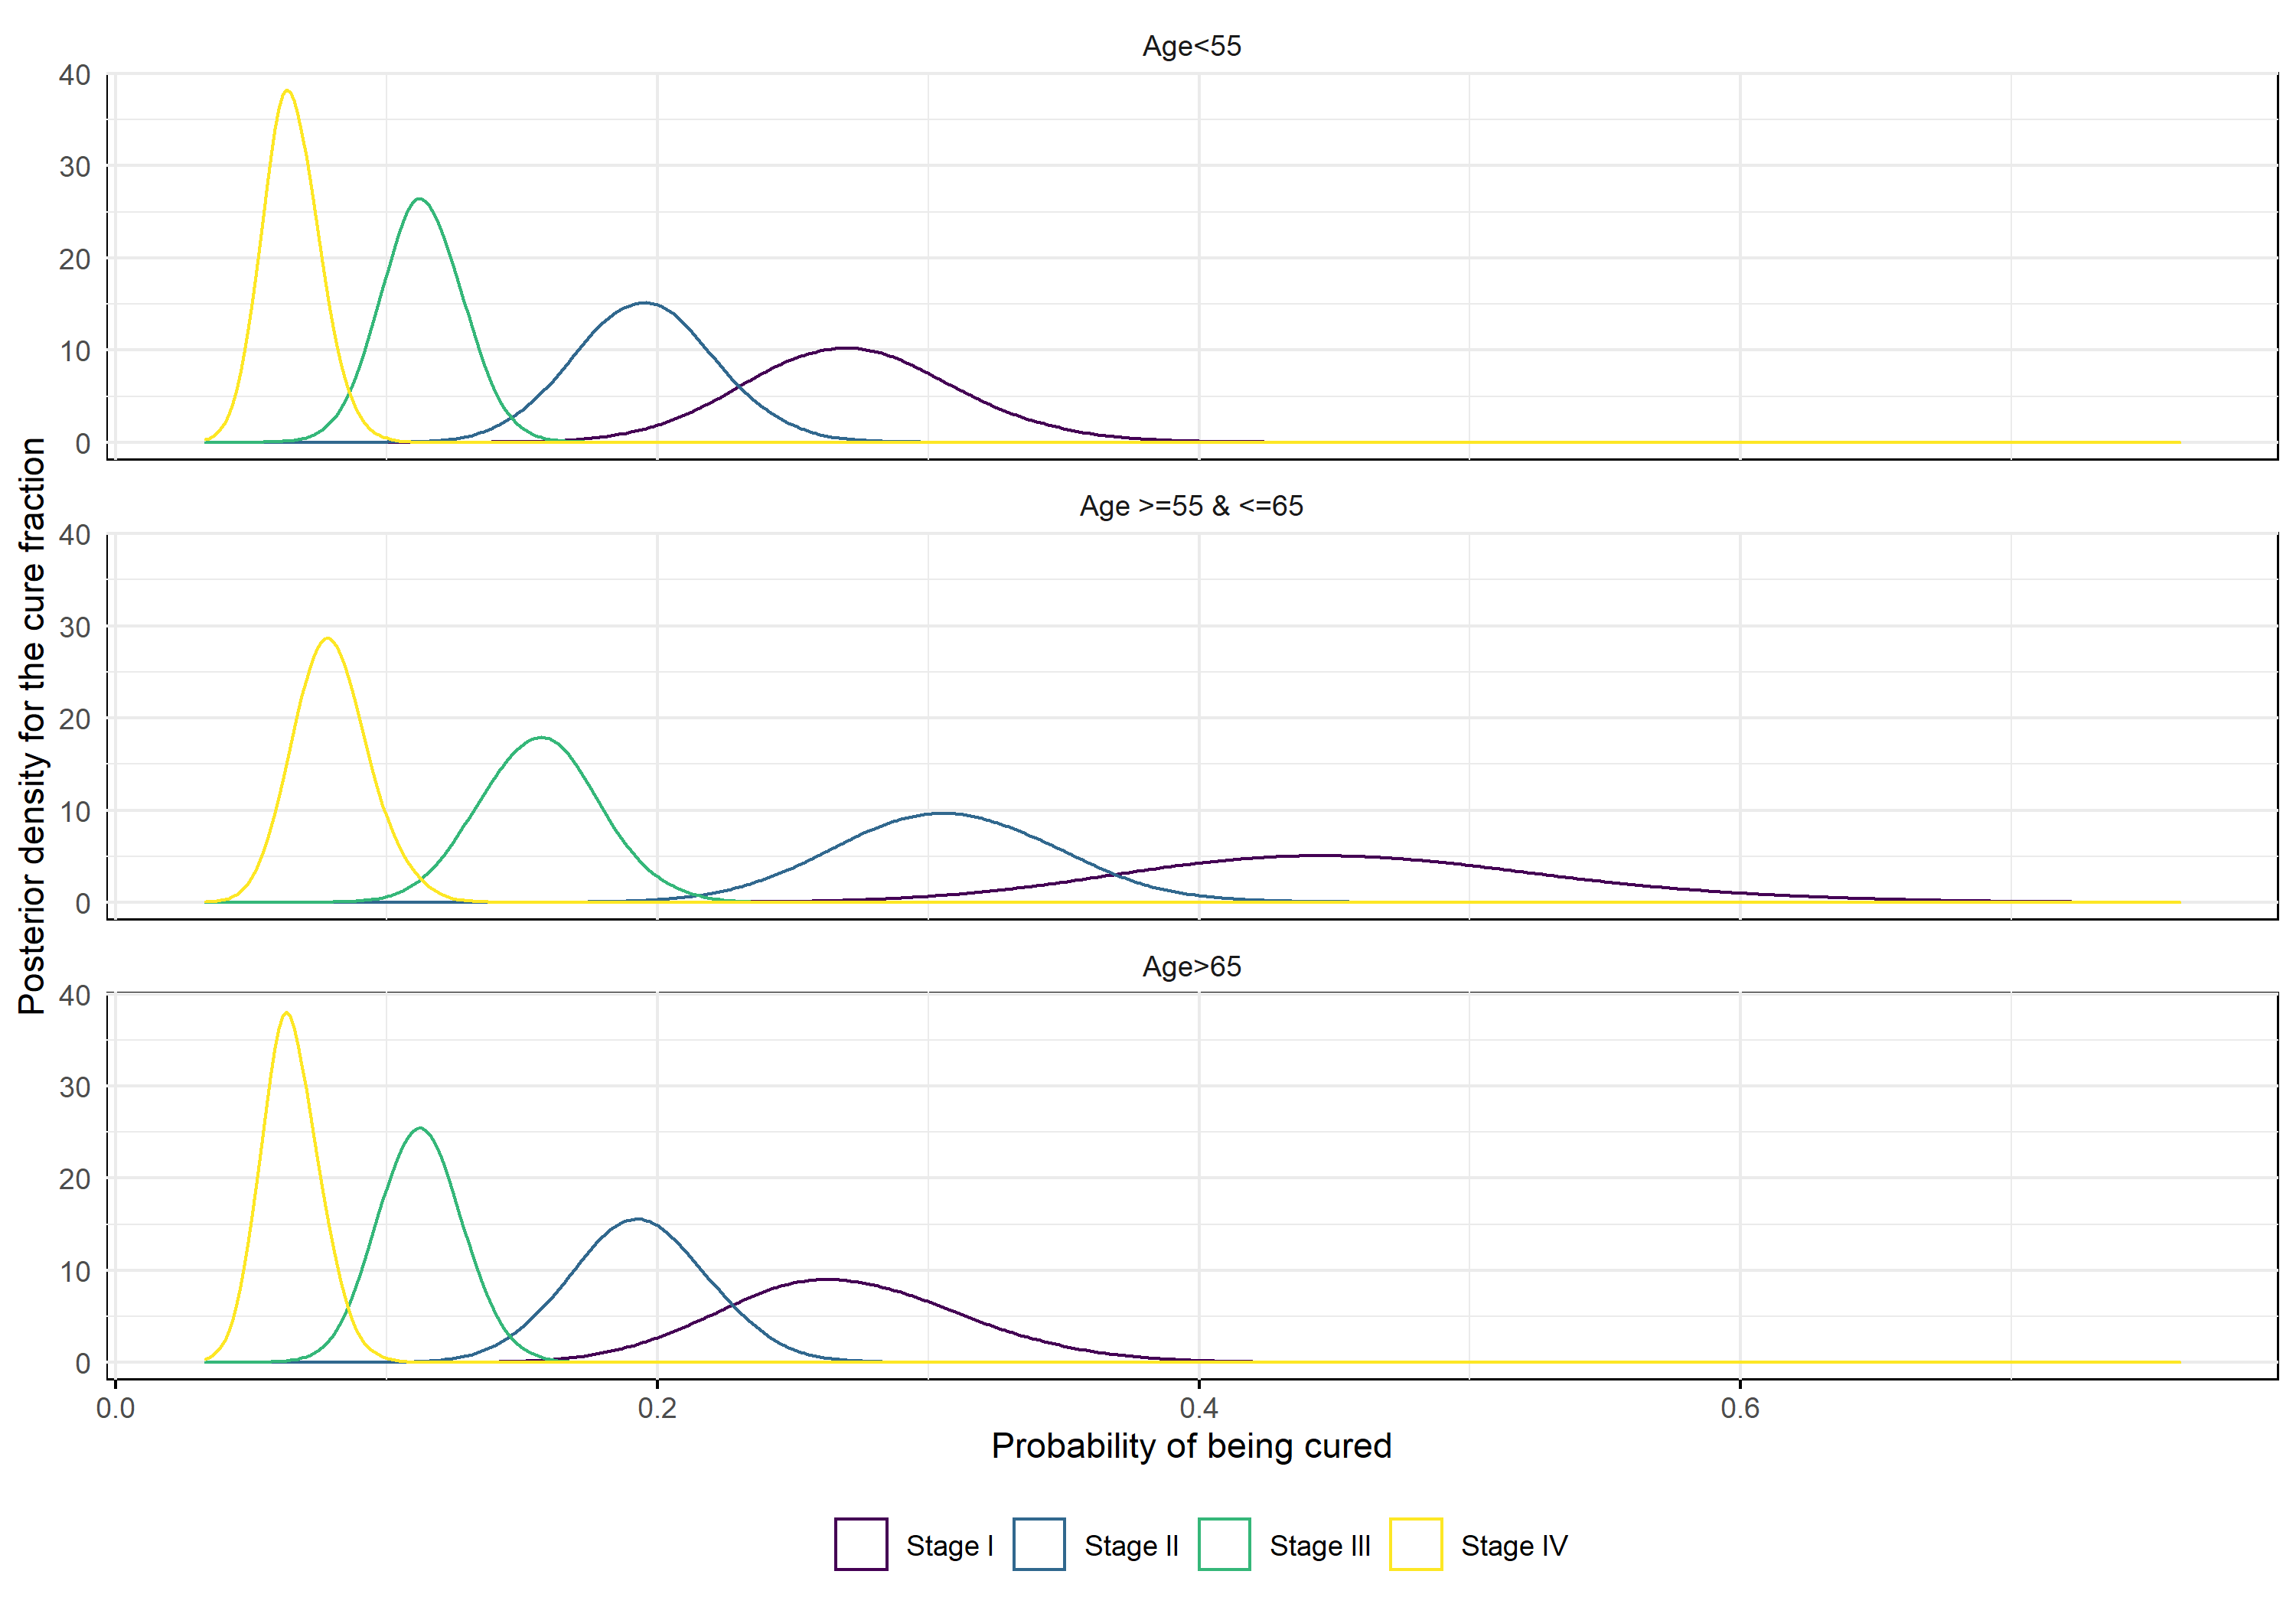 Age<55
40
30
20
10
0
Age >=55 & <=65
40
30
20
10
0
Age>65
40
30
20
10
0
Posterior density for the cure fraction
0.0 0.2 0.4 0.6
Probability of being cured
Stage I Stage II Stage III Stage IV